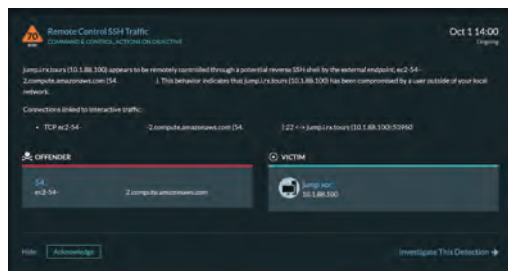 70
RISK
Remote Control SSH Traffic
COMMAND & CONTROL, ACTIONS ON OBJECTIVE
Oct 1 14:00
Ongoing
jump.i.rx.tours (10.1.88.100) appears to be remotely controlled through a potential reverse SSH shell by the external endpoint, ec2-54-
2.compute.amazonaws.com (54. ). This behavior indicates that jump.i.rx.tours (10.1.88.100) has been compromised by a user outside of your local
network.
Connections linked to interactive traffic:
• TCP ec2-54- -2.compute.amazonaws.com (54. ):22 <-> jump.i.rx.tours (10.1.88.100):53960
OFFENDER
54.
ec2-54- 2.compute.amazonaws.com
VICTIM
10.1.88.100
Hide Acknowledge
Investigate This Detection →